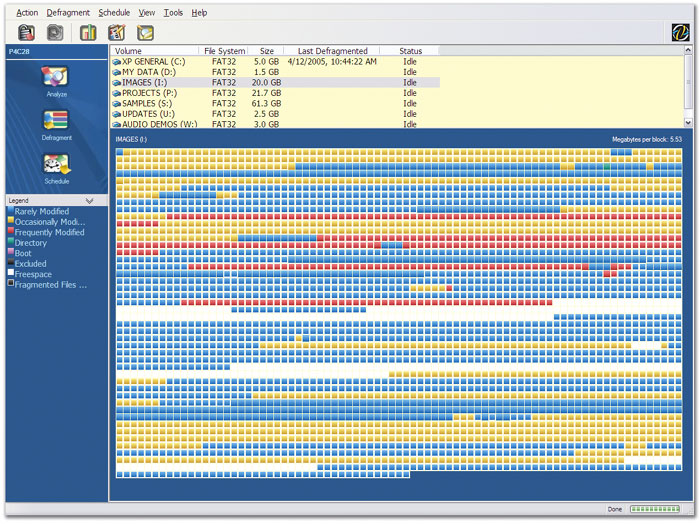 Action Defragment Schedule View Tools Help
P4C28
Analyze
Defragment
Schedule
Legend
Rarely Modified
Occasionally Modi...
Frequently Modified
Directory
Boot
Excluded
Freespace
Fragmented Files ...
Volume File System Size Last Defragmented Status
XP GENERAL (C:) FAT32 5.0 GB 4/12/2005, 10:44:22 AM Idle
MY DATA (D:) FAT32 1.5 GB Idle
IMAGES (I:) FAT32 20.0 GB Idle
PROJECTS (P:) FAT32 21.7 GB Idle
SAMPLES (S:) FAT32 61.3 GB Idle
UPDATES (U:) FAT32 2.5 GB Idle
AUDIO DEMOS (W:) FAT32 3.0 GB Idle
IMAGES (I:) Megabytes per block: 5.53
Done